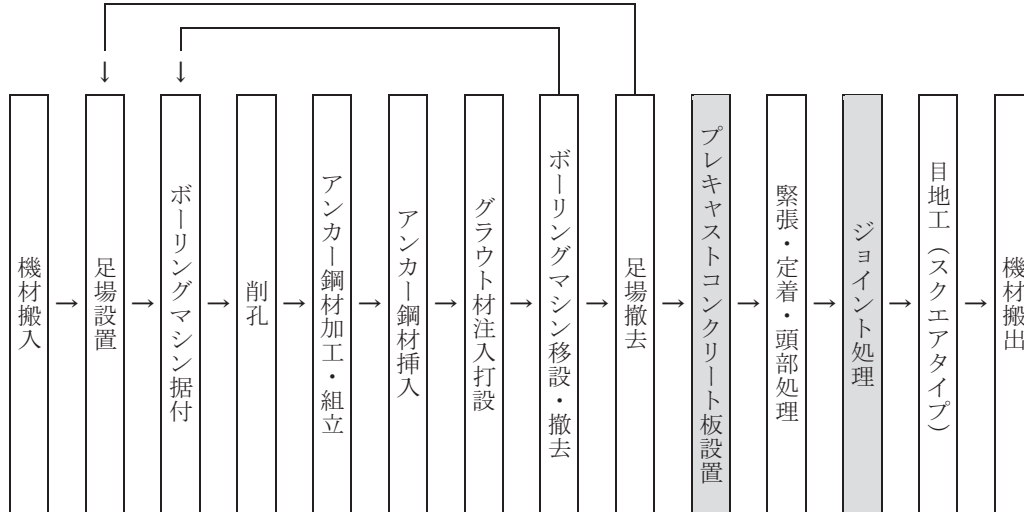 機材搬入
足場設置
ボーリングマシン据付
削孔
アンカー鋼材加工・組立
アンカー鋼材挿入
グラウト材注入打設
ボーリングマシン移設・撤去
足場撤去
プレキャストコンクリート板設置
緊張・定着・頭部処理
ジョイント処理
目地工（スクエアタイプ）
機材搬出